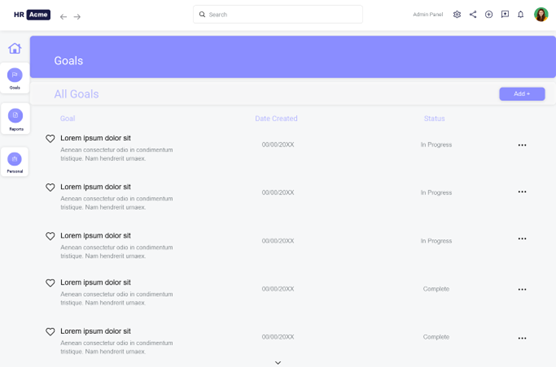 HR Acme
Search
Admin Panel
Goals
Goals
Reports
Personal
All Goals
Add +
Goal Date Created Status
Lorem ipsum dolor sit
Aenean consectetur odio in condimentum
tristique. Nam hendrerit urnaex.
00/00/20XX
In Progress
Lorem ipsum dolor sit
Aenean consectetur odio in condimentum
tristique. Nam hendrerit urnaex.
00/00/20XX
In Progress
Lorem ipsum dolor sit
Aenean consectetur odio in condimentum
tristique. Nam hendrerit urnaex.
00/00/20XX
In Progress
Lorem ipsum dolor sit
Aenean consectetur odio in condimentum
tristique. Nam hendrerit urnaex.
00/00/20XX
Complete
Lorem ipsum dolor sit
Aenean consectetur odio in condimentum
tristique. Nam hendrerit urnaex.
00/00/20XX
Complete